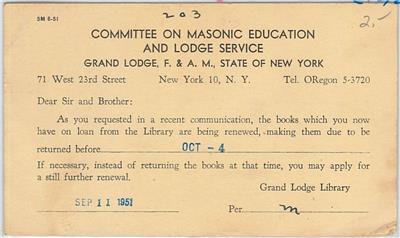 203
5M 6-51
2.-
COMMITTEE ON MASONIC EDUCATION
AND LODGE SERVICE
GRAND LODGE, F. & A. M., STATE OF NEW YORK
71 West 23rd Street New York 10, N. Y. Tel. ORegon 5-3720
Dear Sir and Brother:
As you requested in a recent communication, the books which you now
have on loan from the Library are being renewed, making them due to be
returned before OCT -4
If necessary, instead of returning the books at that time, you may apply for
a still further renewal.
Grand Lodge Library
SEP 11 1951 Per m